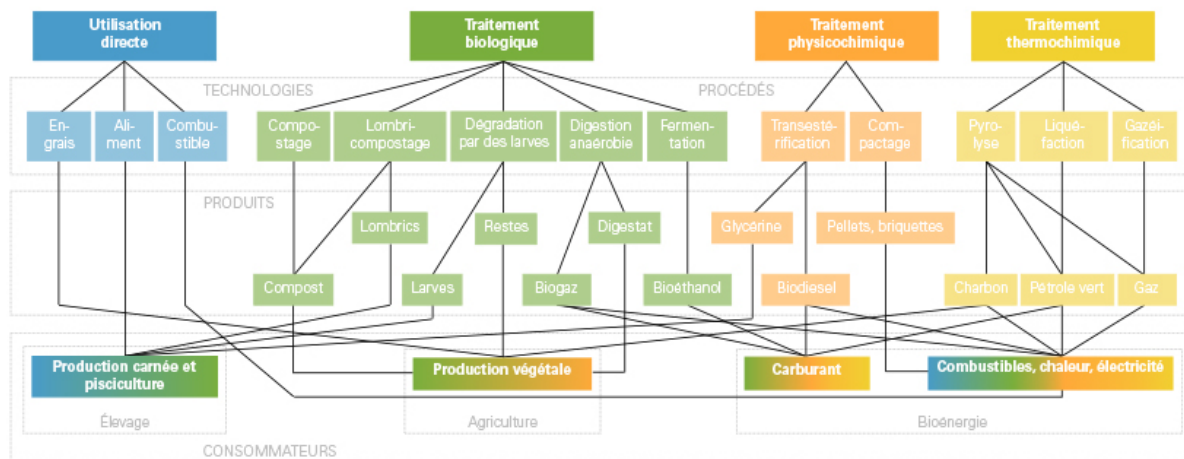 Utilisation
directe
Traitement
biologique
Traitement
physicochimique
Traitement
thermochimique
TECHNOLOGIES
PROCÉDÉS
En-
grais
Ali-
ment
Combu-
stible
Compo-
stage
Lombri-
compostage
Dégradation
par des larves
Digestion
anaérobie
Fermen-
tation
Transesté-
rification
Com-
pactage
Pyro-
lyse
Liqué-
faction
Gazéi-
fication
PRODUITS
Lombrics
Restes
Digestat
Glycérine
Pellets, briquettes
Compost
Larves
Biogaz
Bioéthanol
Biodiesel
Charbon
Pétrole vert
Gaz
Production carnée et
pisciculture
Production végétale
Carburant
Combustibles, chaleur, électricité
Élevage
Agriculture
Bioénergie
CONSOMMATEURS